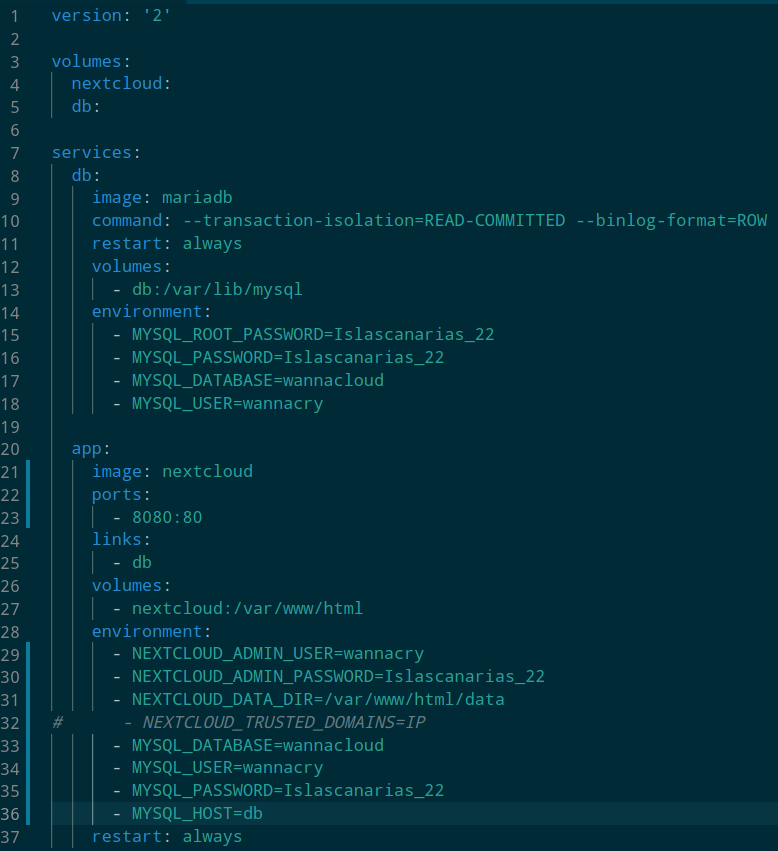 1 version: '2'
2
3 volumes:
4   nextcloud:
5   db:
6
7 services:
8   db:
9     image: mariadb
10     command: --transaction-isolation=READ-COMMITTED --binlog-format=ROW
11     restart: always
12     volumes:
13       - db:/var/lib/mysql
14     environment:
15       - MYSQL_ROOT_PASSWORD=Islascanarias_22
16       - MYSQL_PASSWORD=Islascanarias_22
17       - MYSQL_DATABASE=wannacloud
18       - MYSQL_USER=wannacry
19
20   app:
21     image: nextcloud
22     ports:
23       - 8080:80
24     links:
25       - db
26     volumes:
27       - nextcloud:/var/www/html
28     environment:
29       - NEXTCLOUD_ADMIN_USER=wannacry
30       - NEXTCLOUD_ADMIN_PASSWORD=Islascanarias_22
31       - NEXTCLOUD_DATA_DIR=/var/www/html/data
32 #      - NEXTCLOUD_TRUSTED_DOMAINS=IP
33       - MYSQL_DATABASE=wannacloud
34       - MYSQL_USER=wannacry
35       - MYSQL_PASSWORD=Islascanarias_22
36       - MYSQL_HOST=db
37     restart: always